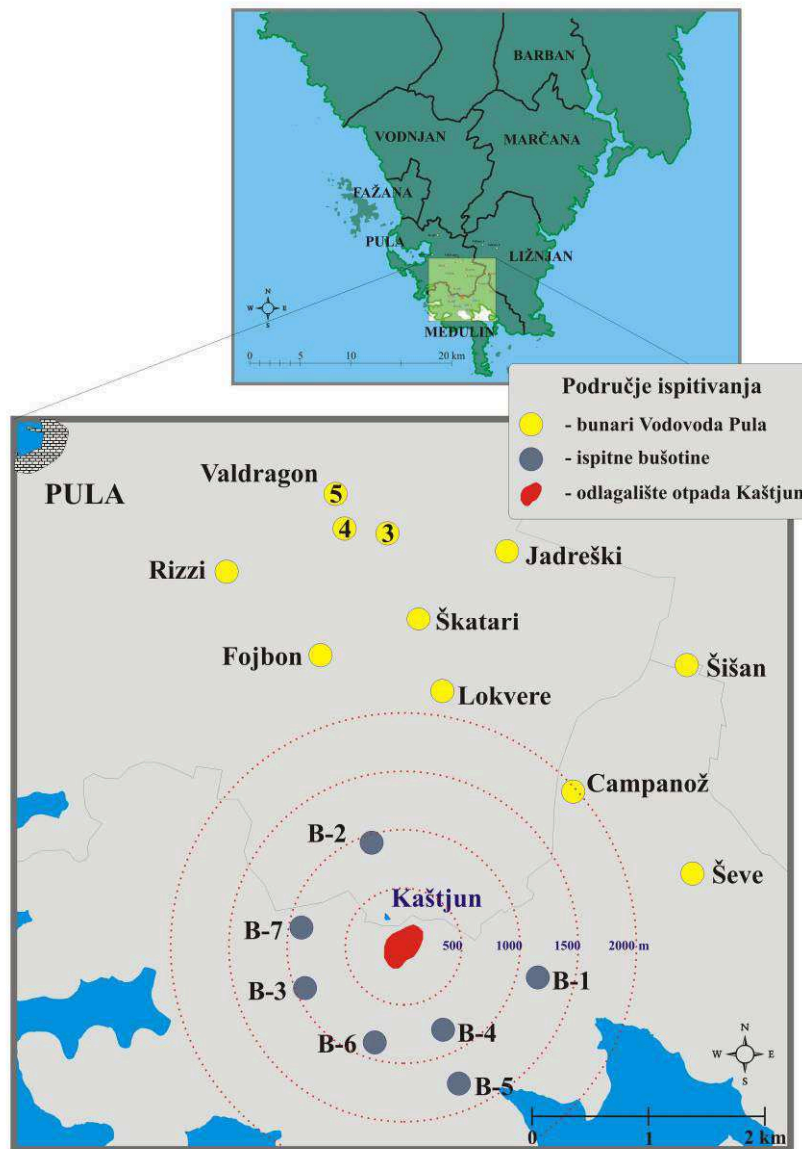 BARBAN
VODNJAN
MARČANA
FAŽANA
PULA
LIŽNJAN
MEDULIN
N
W E
S
0 5 10 20 km
Područje ispitivanja
- bunari Vodovoda Pula
- ispitne bušotine
- odlagalište otpada Kaštjun
PULA
Valdragon
5
4
3
Jadreški
Rizzi
Škatari
Fojbon
Šišan
Lokvere
Campanož
B-2
Ševe
Kaštjun
B-7
500 1000 1500 2000 m
B-1
B-3
B-4
B-6
N
W E
S
B-5
0 1 2 km